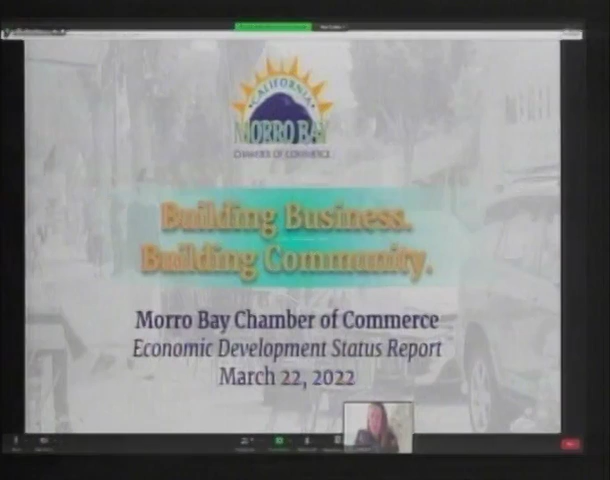 CALIFORNIA
MORRO BAY
CHAMBER OF COMMERCE
Building Business.
Building Community.
Morro Bay Chamber of Commerce
Economic Development Status Report
March 22, 2022